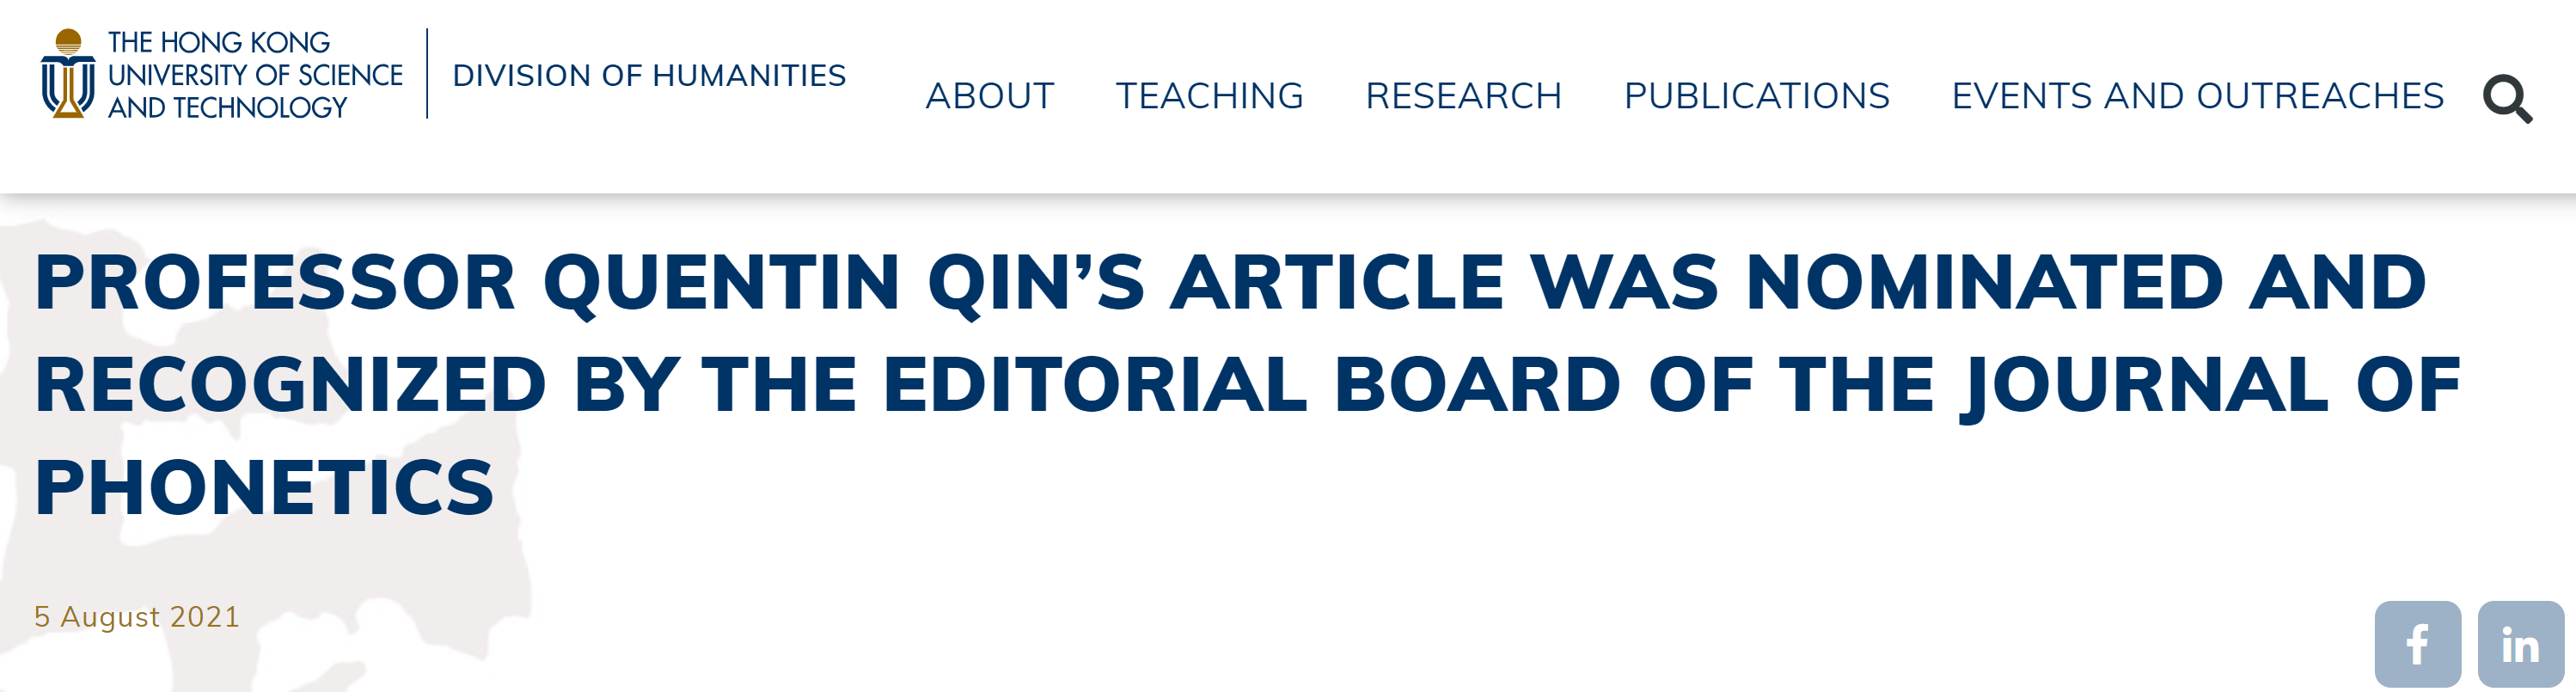 THE HONG KONG
UNIVERSITY OF SCIENCE
AND TECHNOLOGY
DIVISION OF HUMANITIES
ABOUT TEACHING RESEARCH PUBLICATIONS EVENTS AND OUTREACHES
PROFESSOR QUENTIN QIN’S ARTICLE WAS NOMINATED AND
RECOGNIZED BY THE EDITORIAL BOARD OF THE JOURNAL OF
PHONETICS
5 August 2021
f in